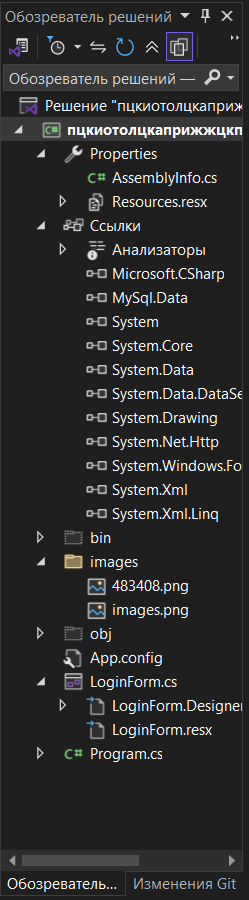 Обозреватель решений
Обозреватель решений —
Решение "пцкиотолцкаприж
пцкиотолцкаприжжцкп
Properties
AssemblyInfo.cs
Resources.resx
Ссылки
Анализаторы
Microsoft.CSharp
MySql.Data
System
System.Core
System.Data
System.Data.DataSe
System.Drawing
System.Net.Http
System.Windows.Fo
System.Xml
System.Xml.Linq
bin
images
483408.png
images.png
obj
App.config
LoginForm.cs
LoginForm.Designer
LoginForm.resx
Program.cs
Обозреватель... Изменения Git